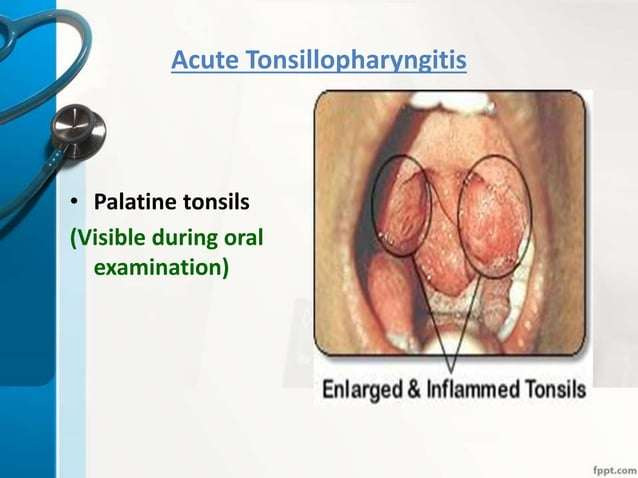 Acute Tonsillopharyngitis
• Palatine tonsils
(Visible during oral
examination)
Enlarged & Inflammed Tonsils
fppt.com